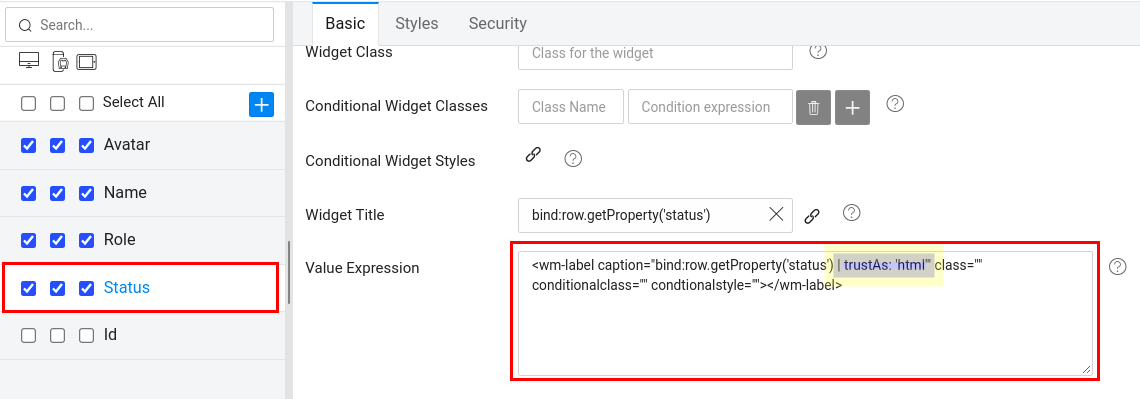 Search...
Select All
Avatar
Name
Role
Status
Id
Basic Styles Security
Widget Class Class for the widget ?
Conditional Widget Classes Class Name Condition expression ?
Conditional Widget Styles ?
Widget Title bind:row.getProperty('status') ?
Value Expression <wm-label caption="bind:row.getProperty('status') | trustAs: 'html'" class="" ?
conditionalclass="" condtionalstyle=""></wm-label>